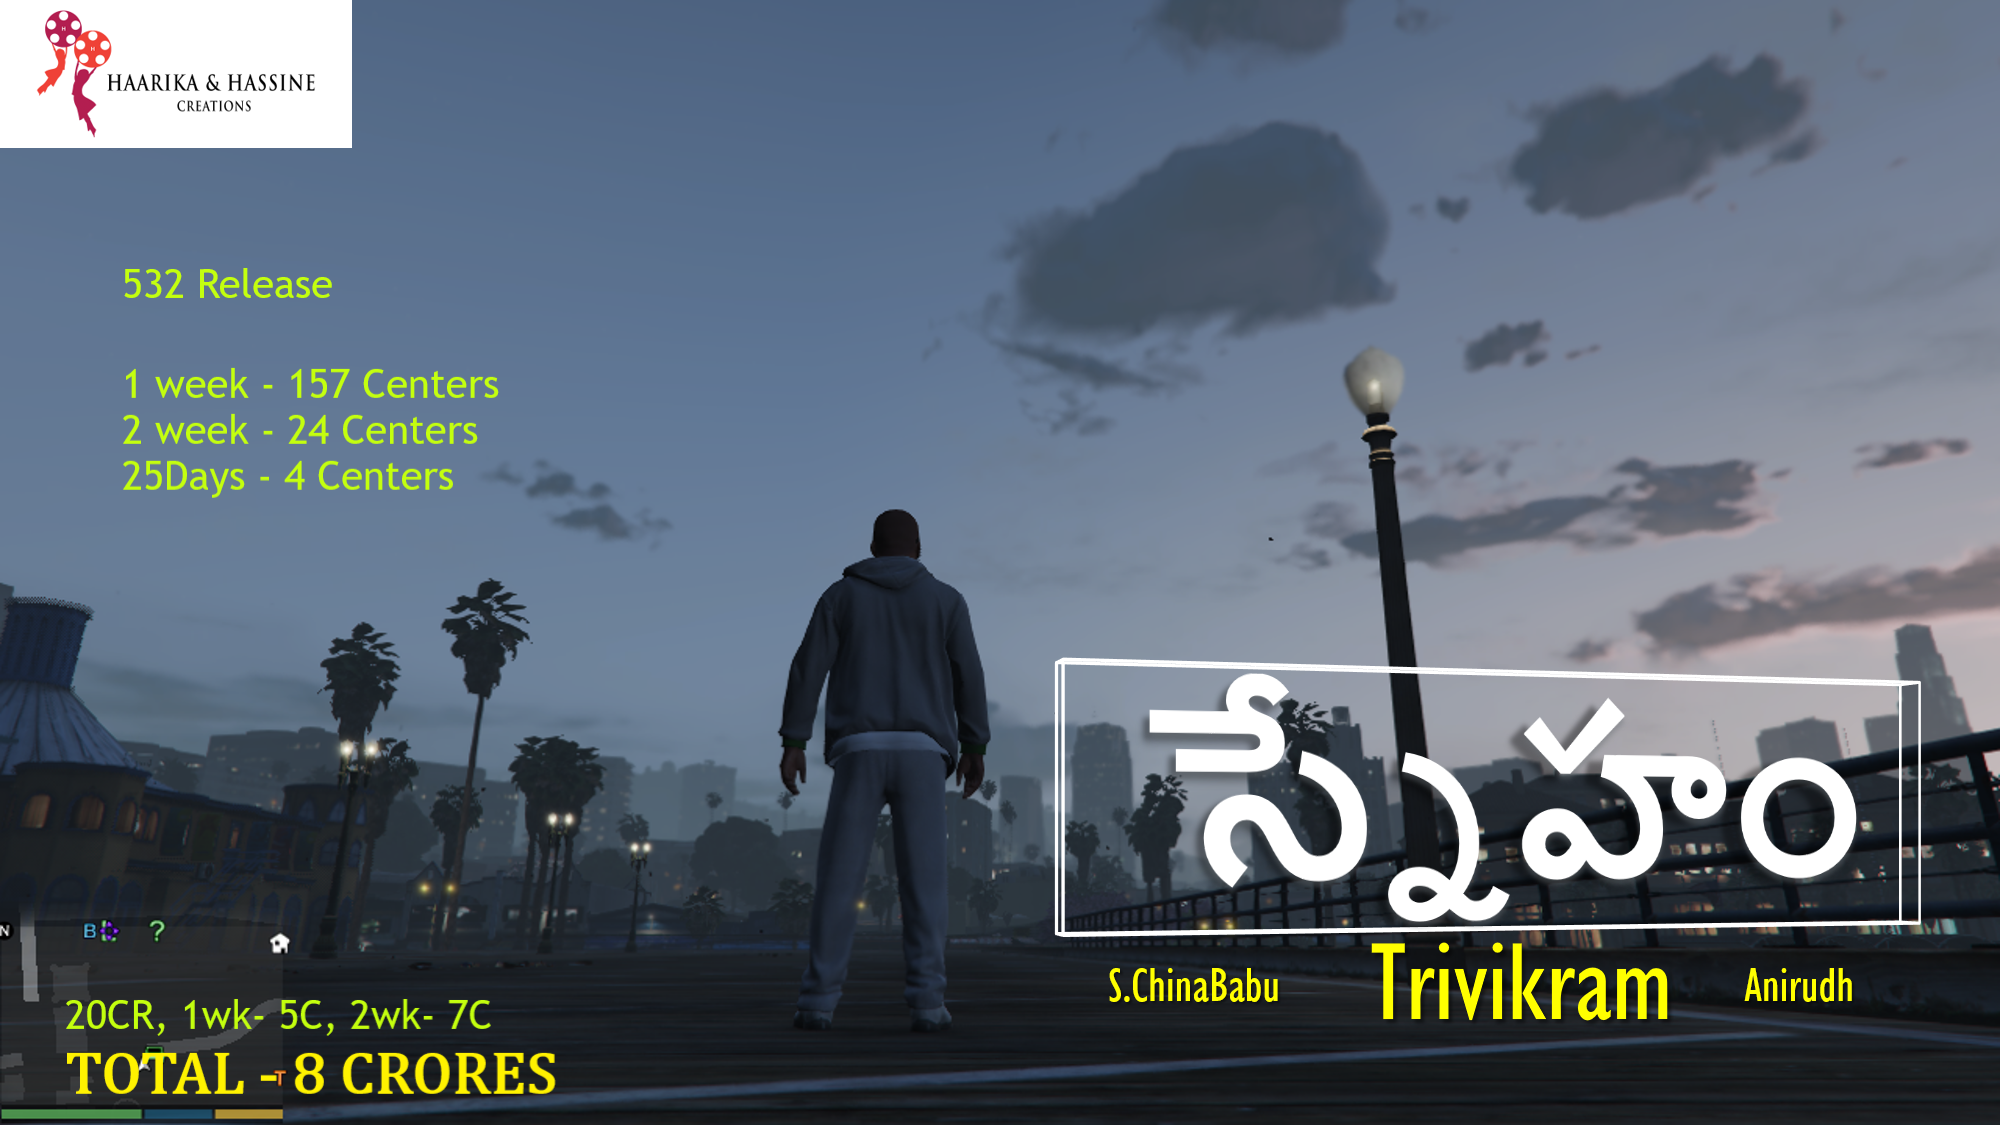 HAARIKA & HASSINE
CREATIONS
532 Release
1 week - 157 Centers
2 week - 24 Centers
25Days - 4 Centers
స్నేహం
S.ChinaBabu Trivikram Anirudh
N B ?
20CR, 1wk- 5C, 2wk- 7C
TOTAL - 8 CRORES
T